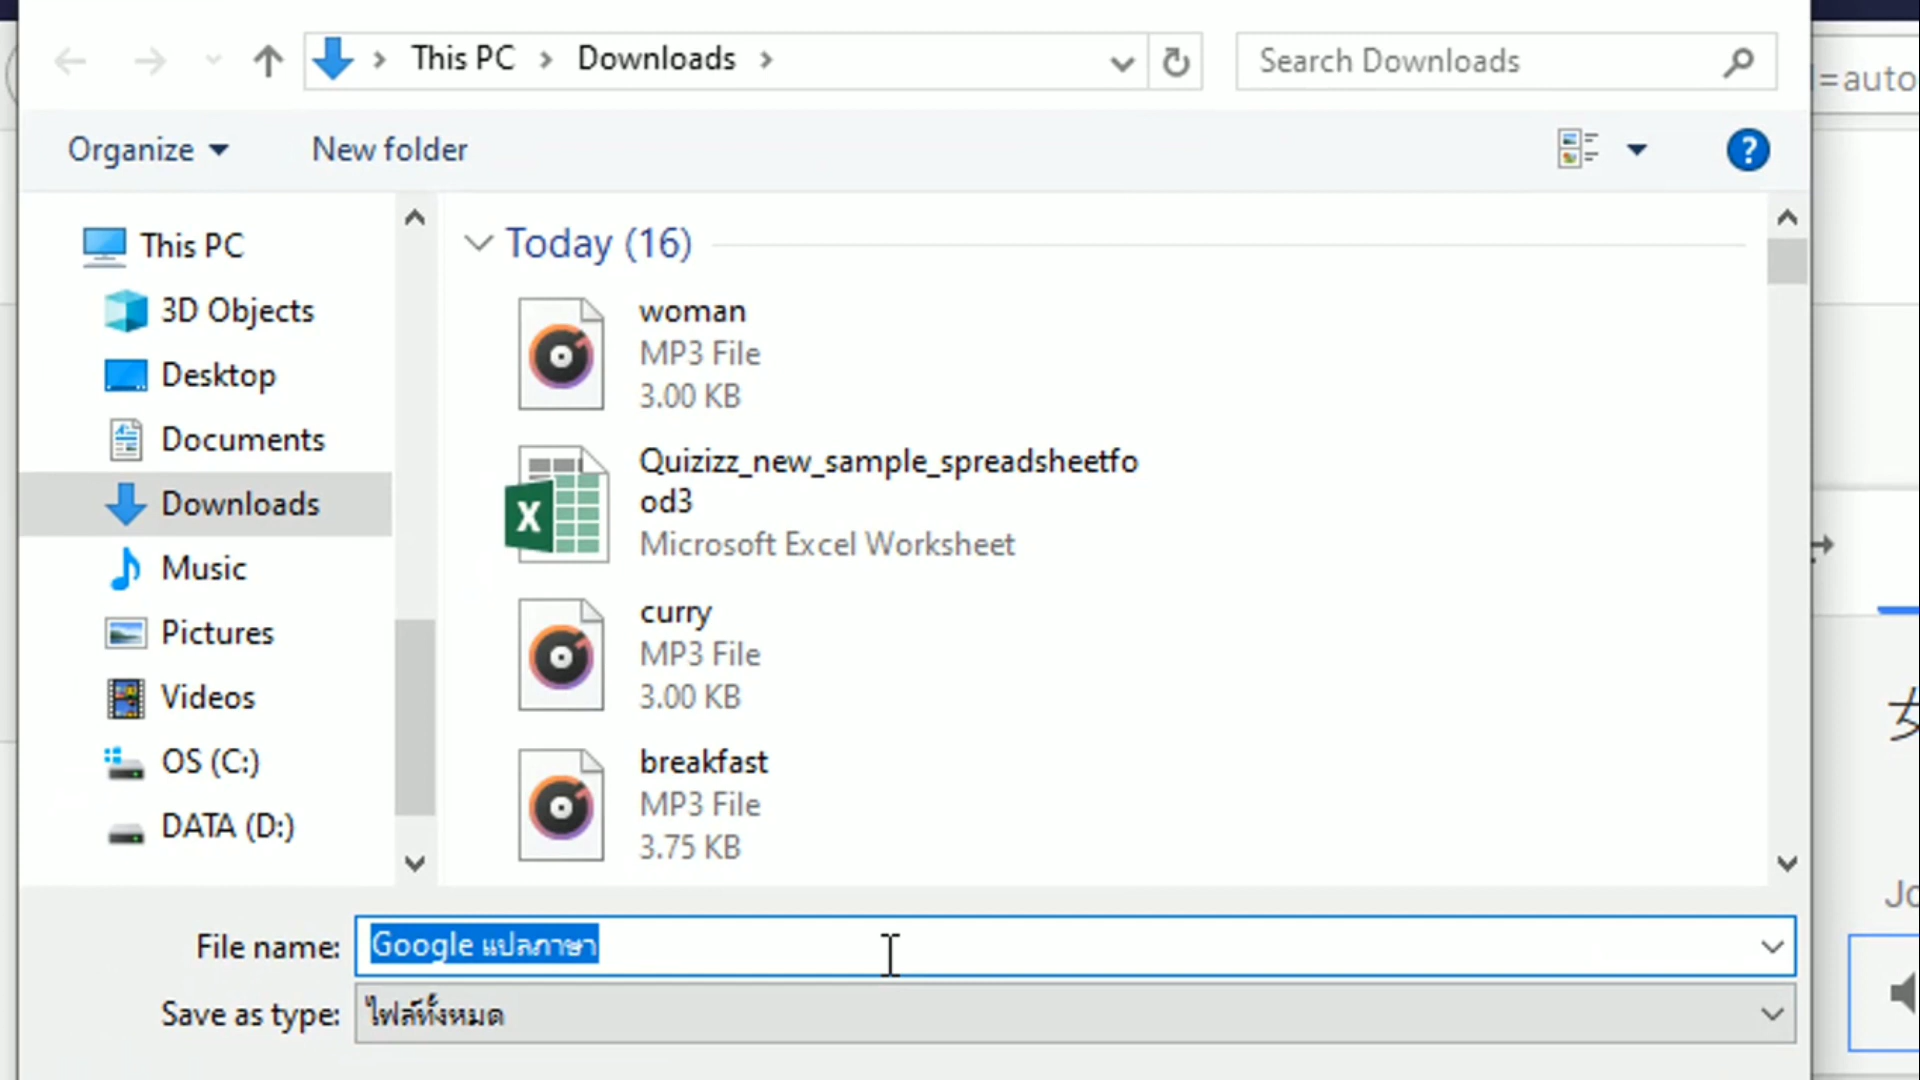 This PC
Downloads
Search Downloads
=auto
Organize
New folder
?
This PC
3D Objects
Desktop
Documents
Downloads
Music
Pictures
Videos
OS (C:)
DATA (D:)
Today (16)
woman
MP3 File
3.00 KB
Quizizz_new_sample_spreadsheetfo
od3
Microsoft Excel Worksheet
curry
MP3 File
3.00 KB
breakfast
MP3 File
3.75 KB
File name:
Google แปลภาษา
Save as type:
ไฟล์ทั้งหมด